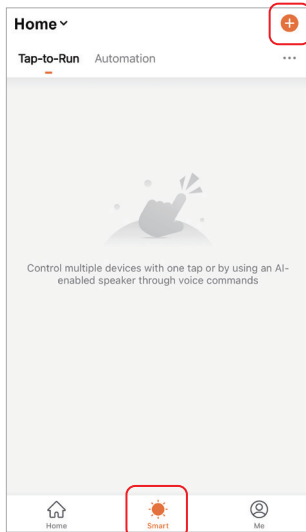 Home
Tap-to-Run Automation
Control multiple devices with one tap or by using an AI-
enabled speaker through voice commands
Home Smart Me